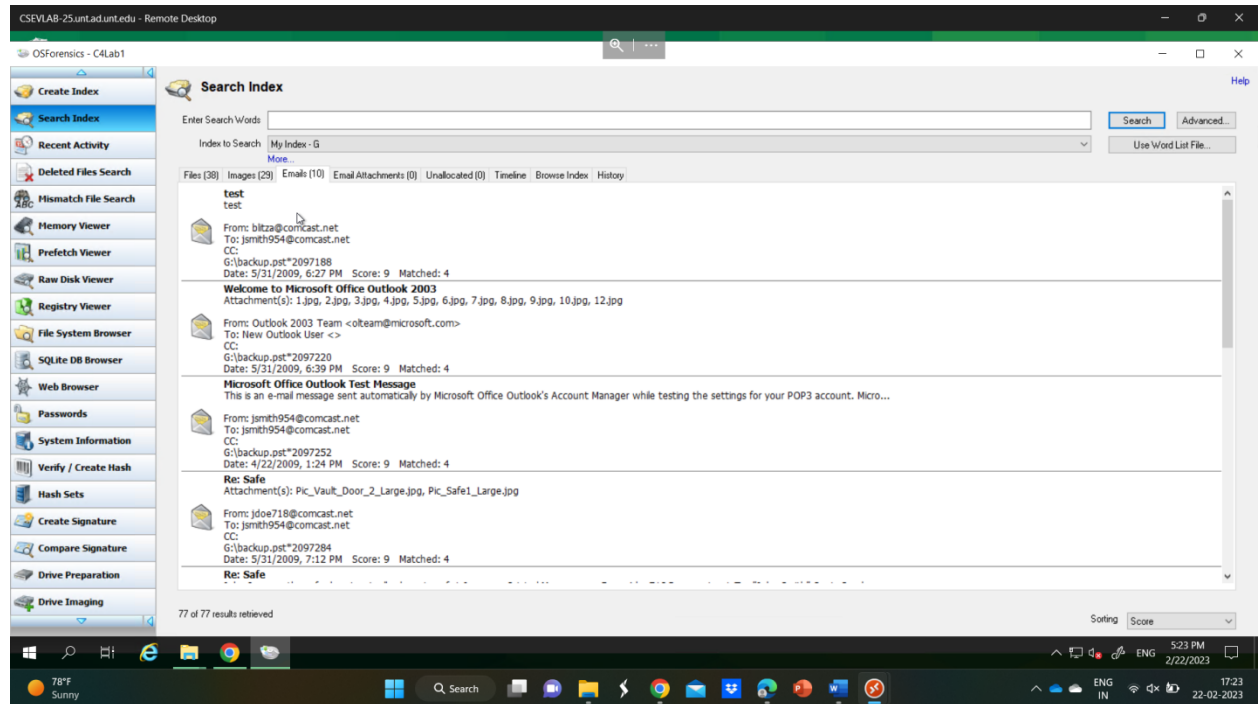 CSEVLAB-25.unt.ad.unt.edu - Remote Desktop
OSForensics - C4Lab1
Create Index
Search Index
Recent Activity
Deleted Files Search
Mismatch File Search
Memory Viewer
Prefetch Viewer
Raw Disk Viewer
Registry Viewer
File System Browser
SQLite DB Browser
Web Browser
Passwords
System Information
Verify / Create Hash
Hash Sets
Create Signature
Compare Signature
Drive Preparation
Drive Imaging
Search Index
Help
Enter Search Words
Search
Advanced...
Index to Search
My Index - G
Use Word List File...
More...
Files (38) Images (29) Emails (10) Email Attachments (0) Unallocated (0) Timeline Browse Index History
test
test
From: blitza@comcast.net
To: jsmith954@comcast.net
CC:
G:\backup.pst*2097188
Date: 5/31/2009, 6:27 PM Score: 9 Matched: 4
Welcome to Microsoft Office Outlook 2003
Attachment(s): 1.jpg, 2.jpg, 3.jpg, 4.jpg, 5.jpg, 6.jpg, 7.jpg, 8.jpg, 9.jpg, 10.jpg, 12.jpg
From: Outlook 2003 Team <olteam@microsoft.com>
To: New Outlook User <>
CC:
G:\backup.pst*2097220
Date: 5/31/2009, 6:39 PM Score: 9 Matched: 4
Microsoft Office Outlook Test Message
This is an e-mail message sent automatically by Microsoft Office Outlook's Account Manager while testing the settings for your POP3 account. Micro...
From: jsmith954@comcast.net
To: jsmith954@comcast.net
CC:
G:\backup.pst*2097252
Date: 4/22/2009, 1:24 PM Score: 9 Matched: 4
Re: Safe
Attachment(s): Pic_Vault_Door_2_Large.jpg, Pic_Safe1_Large.jpg
From: jdoe718@comcast.net
To: jsmith954@comcast.net
CC:
G:\backup.pst*2097284
Date: 5/31/2009, 7:12 PM Score: 9 Matched: 4
Re: Safe
77 of 77 results retrieved
Sorting Score
ENG
5:23 PM
2/22/2023
78°F
Sunny
Search
ENG
IN
17:23
22-02-2023